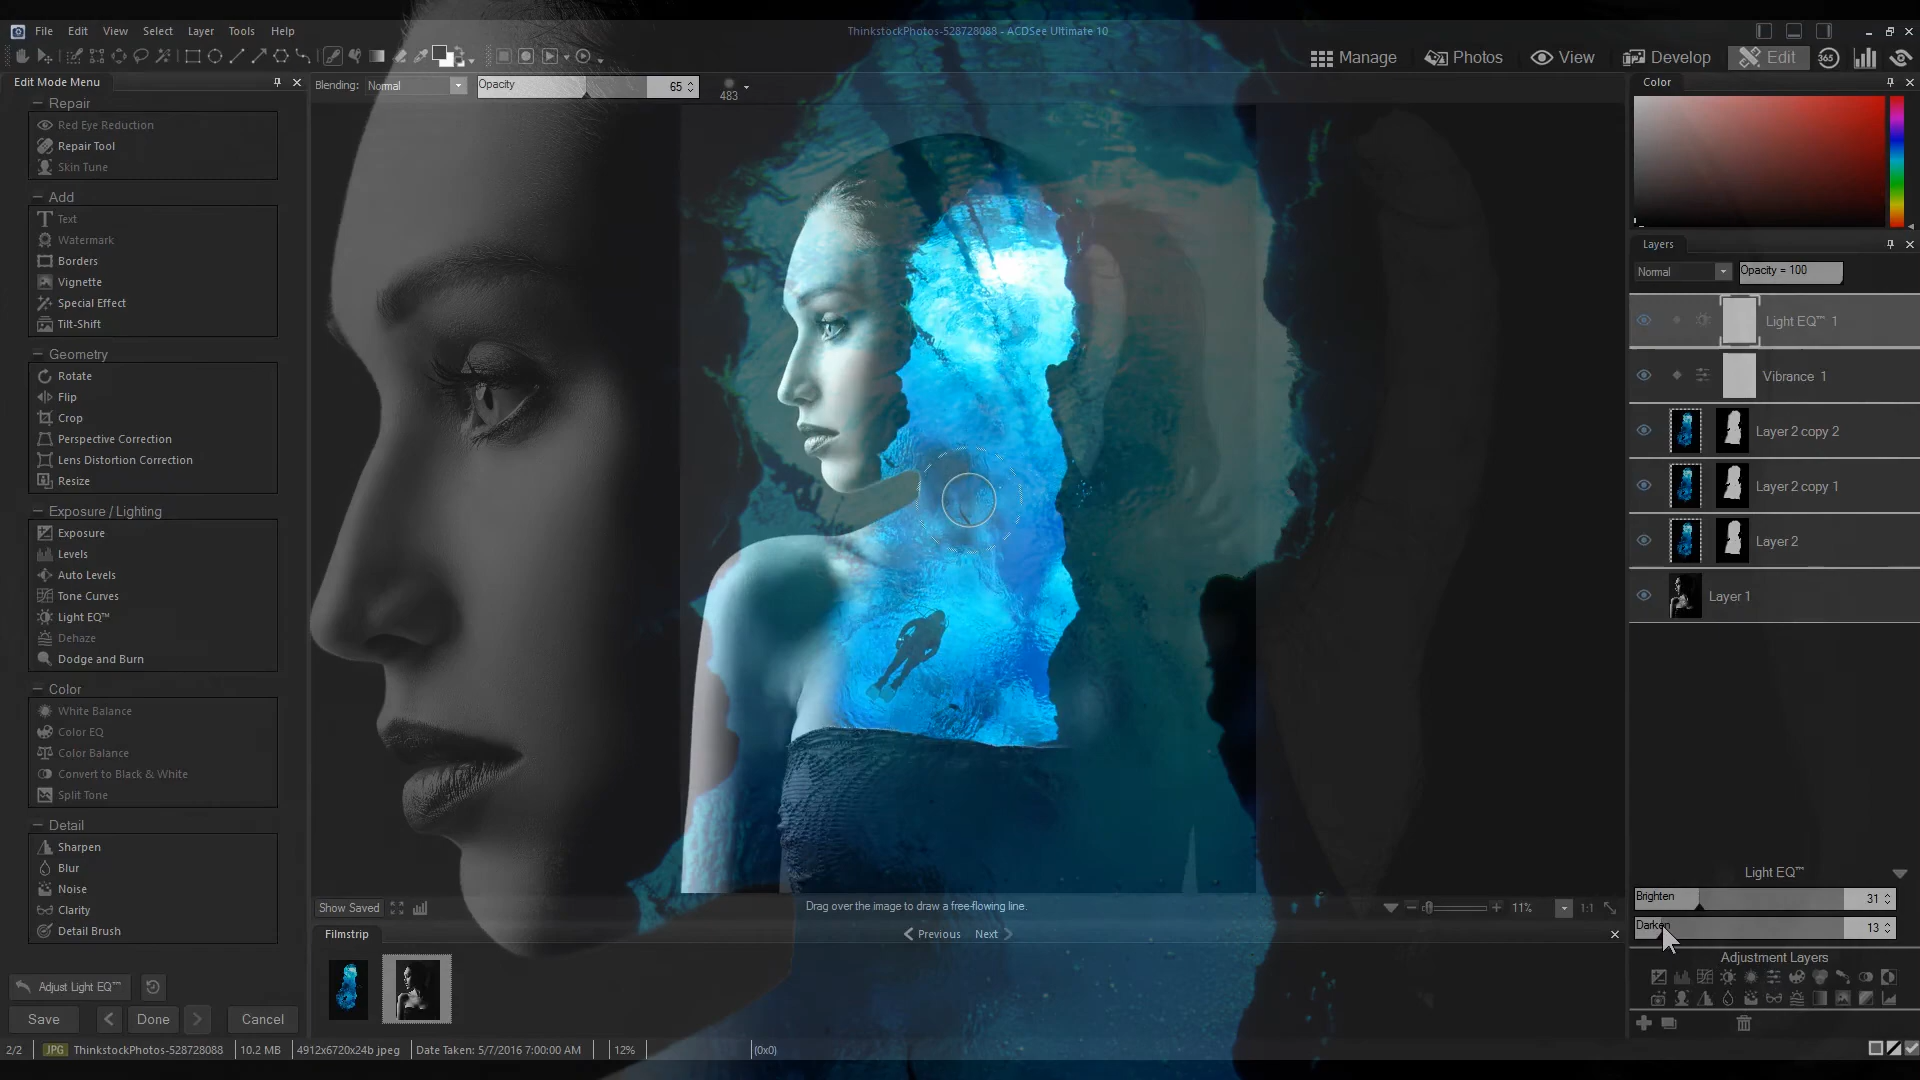 File Edit View Select Layer Tools Help
ThinkstockPhotos-528728088 - ACDSee Ultimate 10
Manage Photos View Develop Edit 365
Edit Mode Menu
Blending: Normal Opacity 65 483
Repair
Red Eye Reduction
Repair Tool
Skin Tune
Add
Text
Watermark
Borders
Vignette
Special Effect
Tilt-Shift
Geometry
Rotate
Flip
Crop
Perspective Correction
Lens Distortion Correction
Resize
Exposure / Lighting
Exposure
Levels
Auto Levels
Tone Curves
Light EQ™
Dehaze
Dodge and Burn
Color
White Balance
Color EQ
Color Balance
Convert to Black & White
Split Tone
Detail
Sharpen
Blur
Noise
Clarity
Detail Brush
Adjust Light EQ™
Save Done Cancel
Show Saved
Drag over the image to draw a free-flowing line.
11% 1:1
Filmstrip
Previous Next
Color
Layers
Normal Opacity = 100
Light EQ™ 1
Vibrance 1
Layer 2 copy 2
Layer 2 copy 1
Layer 2
Layer 1
Light EQ™
Brighten 31
Darken 13
Adjustment Layers
2/2 JPG ThinkstockPhotos-528728088 10.2 MB 4912x6720x24b jpeg Date Taken: 5/7/2016 7:00:00 AM 12% (0x0)